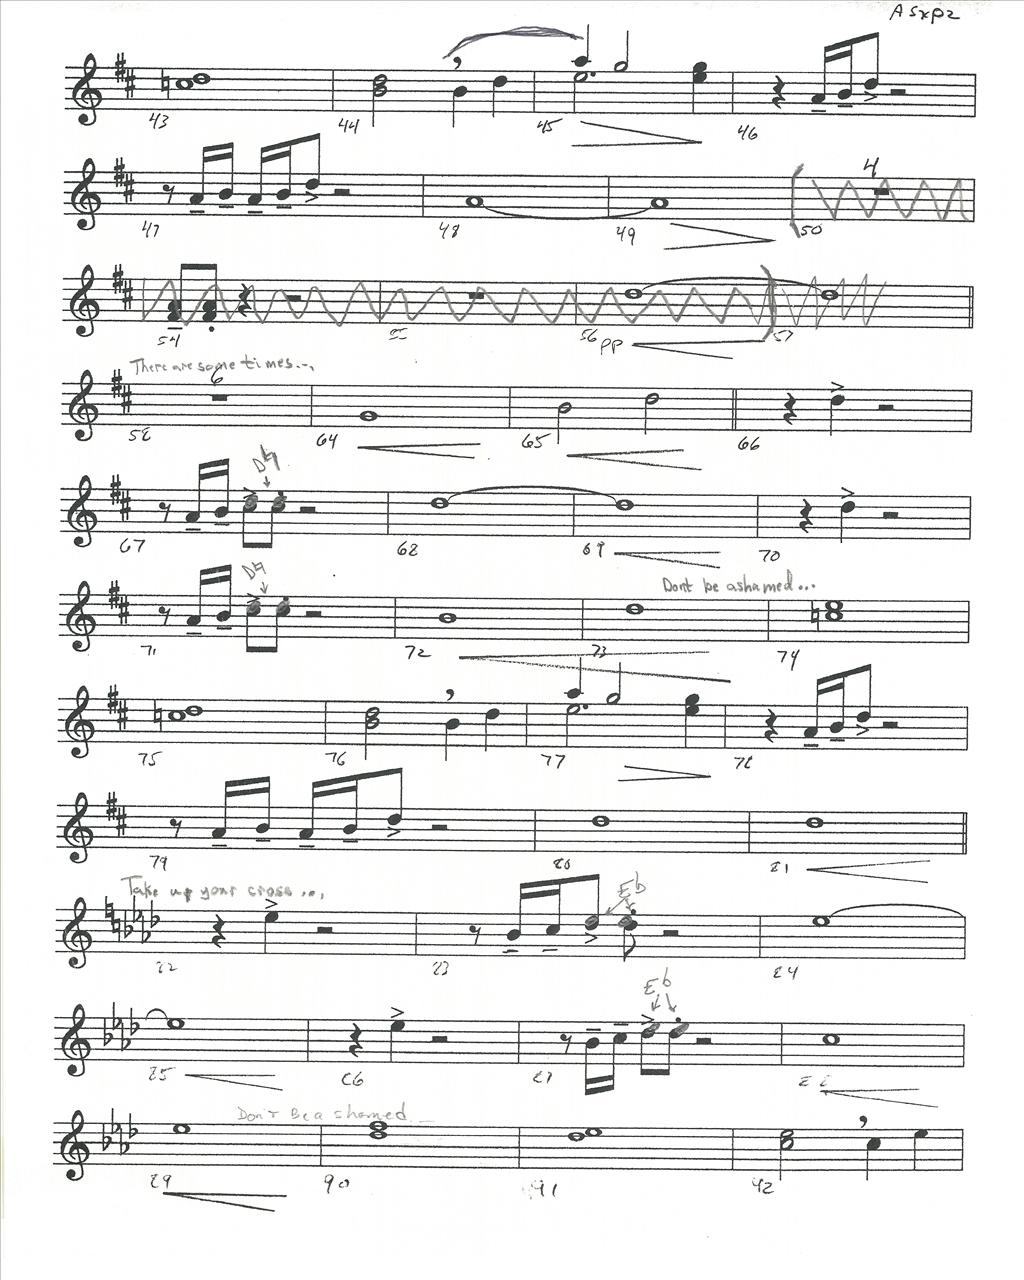 ASxp2
43 44 45 46
4
47 48 49 50
54 55 56 pp 57
There are some times...
6
58 64 65 66
D♮
67 68 69 70
D♮
Dont be ashamed...
71 72 73 74
75 76 77 78
79 80 81
Take up your cross...,
Eb
82 83 84
Eb
85 86 87 88
Don't Be a shamed...
89 90 91 92